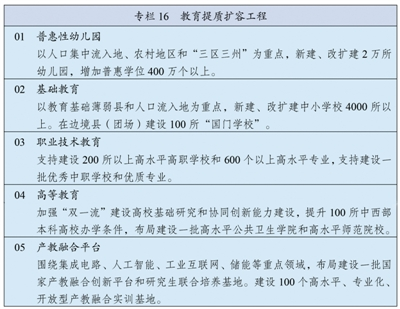 专栏 16 教育提质扩容工程
01 普惠性幼儿园
以人口集中流入地、农村地区和“三区三州”为重点，新建、改扩建 2 万所
幼儿园，增加普惠学位 400 万个以上。
02 基础教育
以教育基础薄弱县和人口流入地为重点，新建、改扩建中小学校 4000 所以
上。在边境县（团场）建设 100 所“国门学校”。
03 职业技术教育
支持建设 200 所以上高水平高职学校和 600 个以上高水平专业，支持建设一
批优秀中职学校和优质专业。
04 高等教育
加强“双一流”建设高校基础研究和协同创新能力建设，提升 100 所中西部
本科高校办学条件，布局建设一批高水平公共卫生学院和高水平师范院校。
05 产教融合平台
围绕集成电路、人工智能、工业互联网、储能等重点领域，布局建设一批国
家产教融合创新平台和研究生联合培养基地。建设 100 个高水平、专业化、
开放型产教融合实训基地。